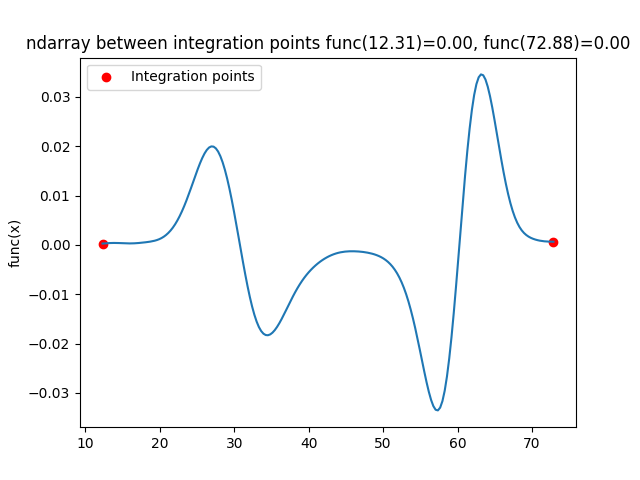 ndarray between integration points func(12.31)=0.00, func(72.88)=0.00
Integration points
func(x)
0.03
0.02
0.01
0.00
−0.01
−0.02
−0.03
10 20 30 40 50 60 70